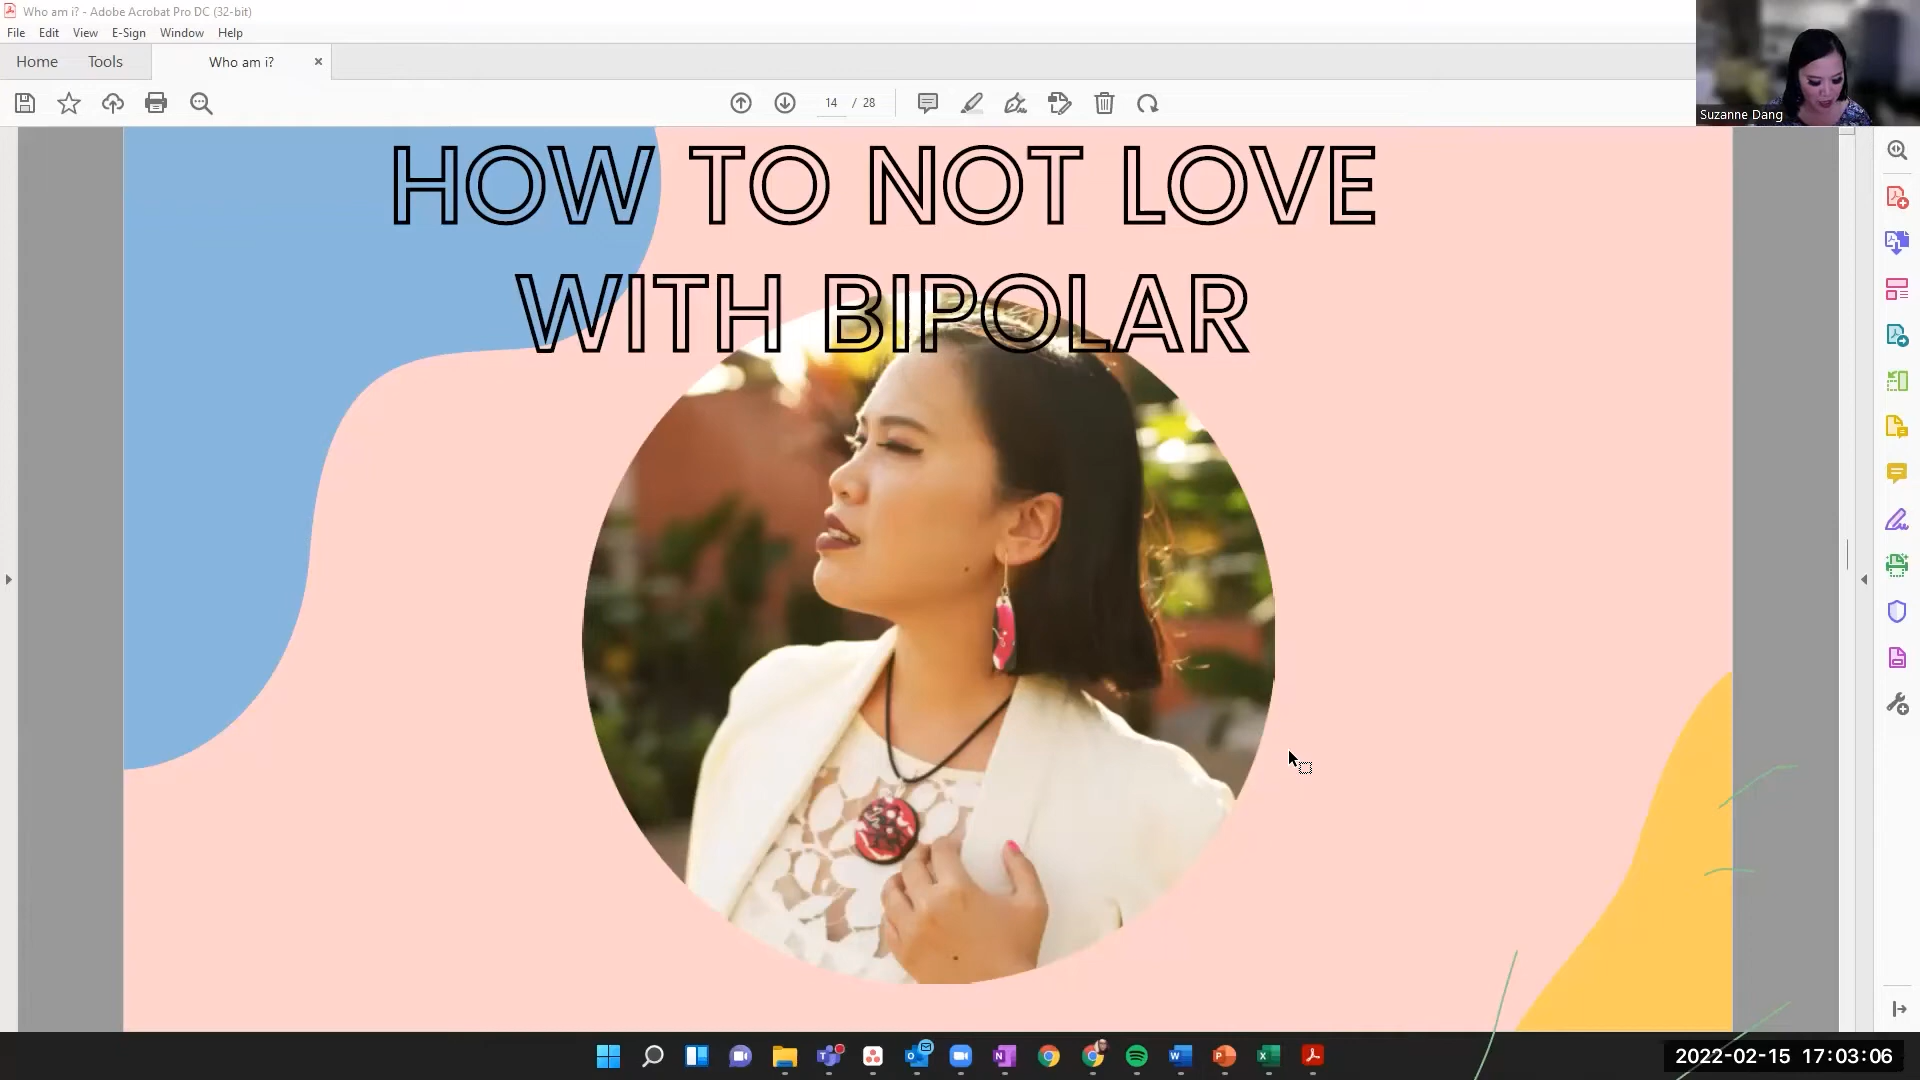 Who am i? - Adobe Acrobat Pro DC (32-bit)
File Edit View E-Sign Window Help
Home Tools Who am i? ×
14 / 28
Suzanne Dang
HOW TO NOT LOVE
WITH BIPOLAR
2022-02-15 17:03:06